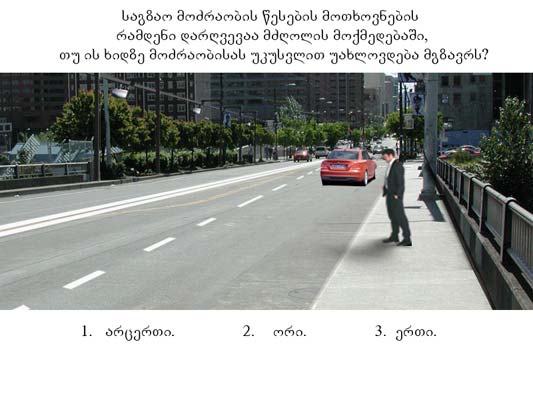 საგზაო მოძრაობის წესების მოთხოვნების
რამდენი დარღვევაა მძღოლის მოქმედებაში,
თუ ის ხიდზე მოძრაობისას უკუსვლით უახლოვდება მგზავრს?
1. არცერთი. 2. ორი. 3. ერთი.